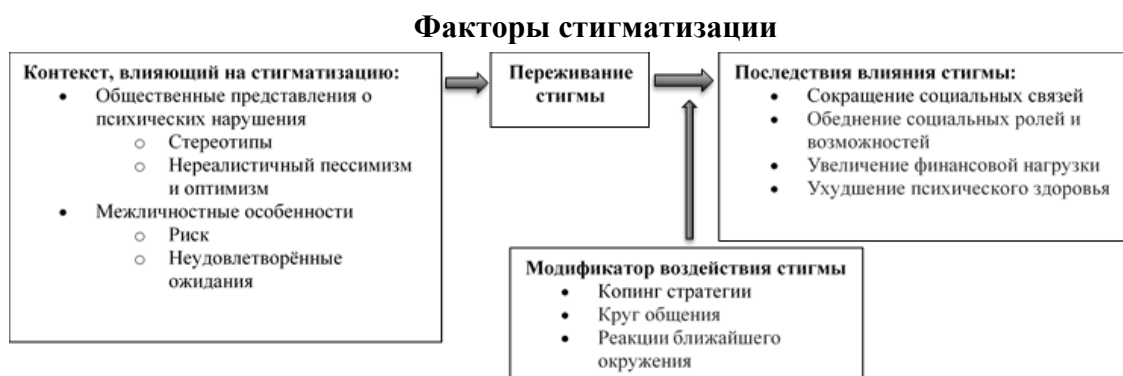 Факторы стигматизации
Контекст, влияющий на стигматизацию:
• Общественные представления о
психических нарушения
○ Стереотипы
○ Нереалистичный пессимизм
и оптимизм
• Межличностные особенности
○ Риск
○ Неудовлетворённые
ожидания
Переживание
стигмы
Последствия влияния стигмы:
• Сокращение социальных связей
• Обеднение социальных ролей и
возможностей
• Увеличение финансовой нагрузки
• Ухудшение психического здоровья
Модификатор воздействия стигмы
• Копинг стратегии
• Круг общения
• Реакции ближайшего
окружения